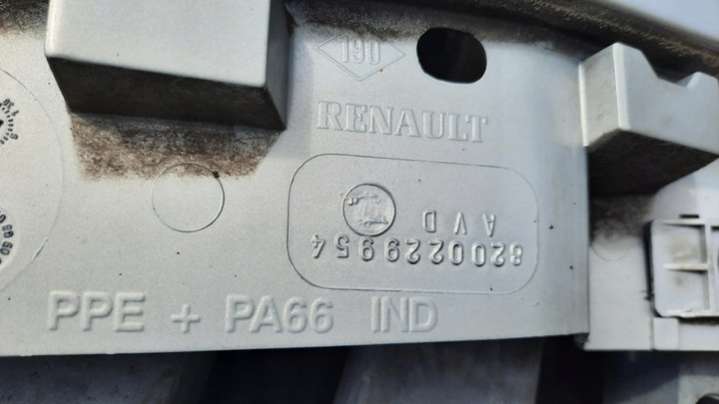 190
RENAULT
8200229954
A V D
PPE + PA66 IND